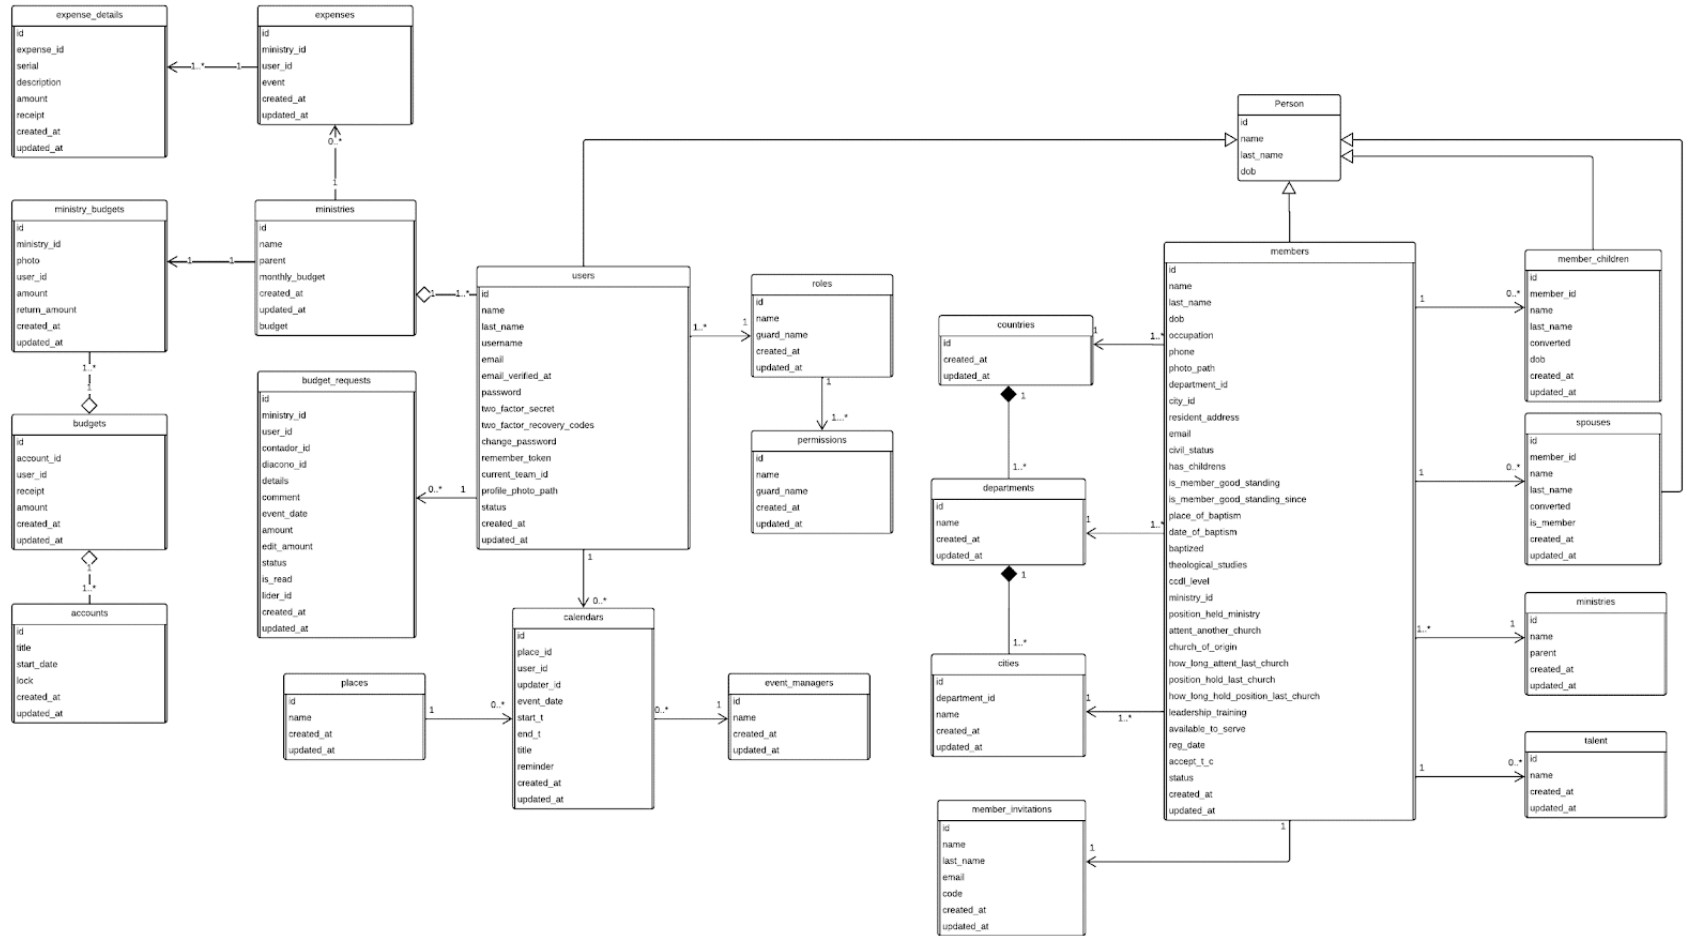 expense_details
id
expense_id
serial
description
amount
receipt
created_at
updated_at
1..*
1
expenses
id
ministry_id
user_id
event
created_at
updated_at
0..*
1
ministry_budgets
id
ministry_id
photo
user_id
amount
return_amount
created_at
updated_at
1
1
ministries
id
name
parent
monthly_budget
created_at
updated_at
budget
1
1..*
1..*
1
budgets
id
account_id
user_id
receipt
amount
created_at
updated_at
1
1..*
accounts
id
title
start_date
lock
created_at
updated_at
budget_requests
id
ministry_id
user_id
contador_id
diacono_id
details
comment
event_date
amount
edit_amount
status
is_read
lider_id
created_at
updated_at
0..*
1
users
id
name
last_name
username
email
email_verified_at
password
two_factor_secret
two_factor_recovery_codes
change_password
remember_token
current_team_id
profile_photo_path
status
created_at
updated_at
1..*
1
roles
id
name
guard_name
created_at
updated_at
1
1...*
permissions
id
name
guard_name
created_at
updated_at
1
0..*
calendars
id
place_id
user_id
updater_id
event_date
start_t
end_t
title
reminder
created_at
updated_at
places
id
name
created_at
updated_at
1
0..*
0..*
1
event_managers
id
name
created_at
updated_at
Person
id
name
last_name
dob
countries
id
created_at
updated_at
1
1..*
1
1..*
departments
id
name
created_at
updated_at
1
1..*
1
1..*
cities
id
department_id
name
created_at
updated_at
1
1..*
member_invitations
id
name
last_name
email
code
created_at
updated_at
1
1
members
id
name
last_name
dob
occupation
phone
photo_path
department_id
city_id
resident_address
email
civil_status
has_childrens
is_member_good_standing
is_member_good_standing_since
place_of_baptism
date_of_baptism
baptized
theological_studies
ccdl_level
ministry_id
position_held_ministry
attent_another_church
church_of_origin
how_long_attent_last_church
position_hold_last_church
how_long_hold_position_last_church
leadership_training
available_to_serve
reg_date
accept_t_c
status
created_at
updated_at
1
0..*
member_children
id
member_id
name
last_name
converted
dob
created_at
updated_at
1
0..*
spouses
id
member_id
name
last_name
converted
is_member
created_at
updated_at
1..*
1
ministries
id
name
parent
created_at
updated_at
1
0..*
talent
id
name
created_at
updated_at